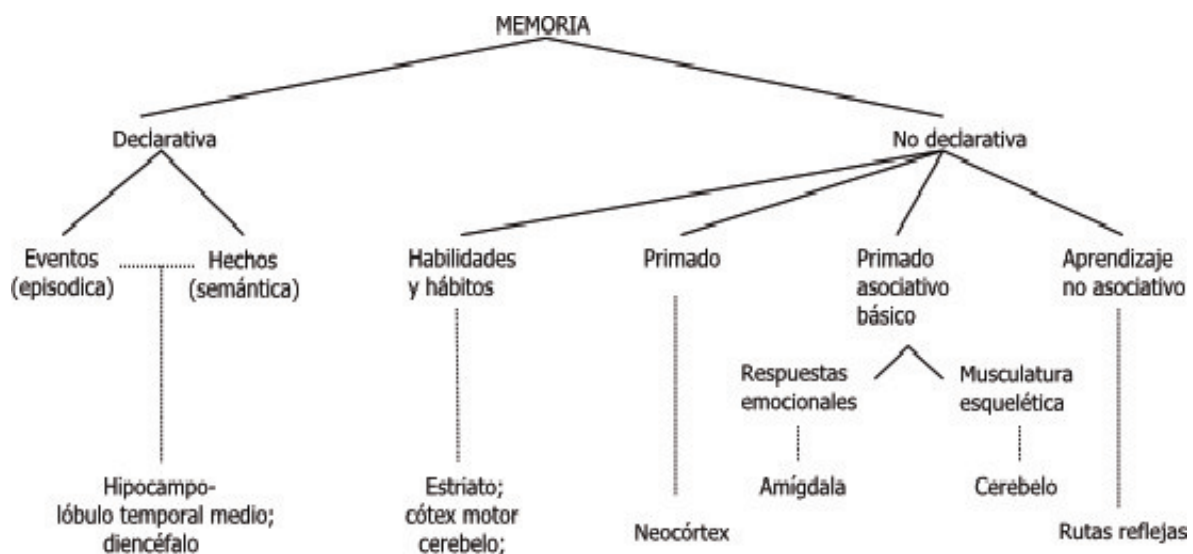 MEMORIA
Declarativa
No declarativa
Eventos
(episodica)
Hechos
(semántica)
Habilidades
y hábitos
Primado
Primado
asociativo
básico
Aprendizaje
no asociativo
Respuestas
emocionales
Musculatura
esquelética
Hipocampo-
lóbulo temporal medio;
diencéfalo
Estriato;
cótex motor
cerebelo;
Neocórtex
Amígdala
Cerebelo
Rutas reflejas